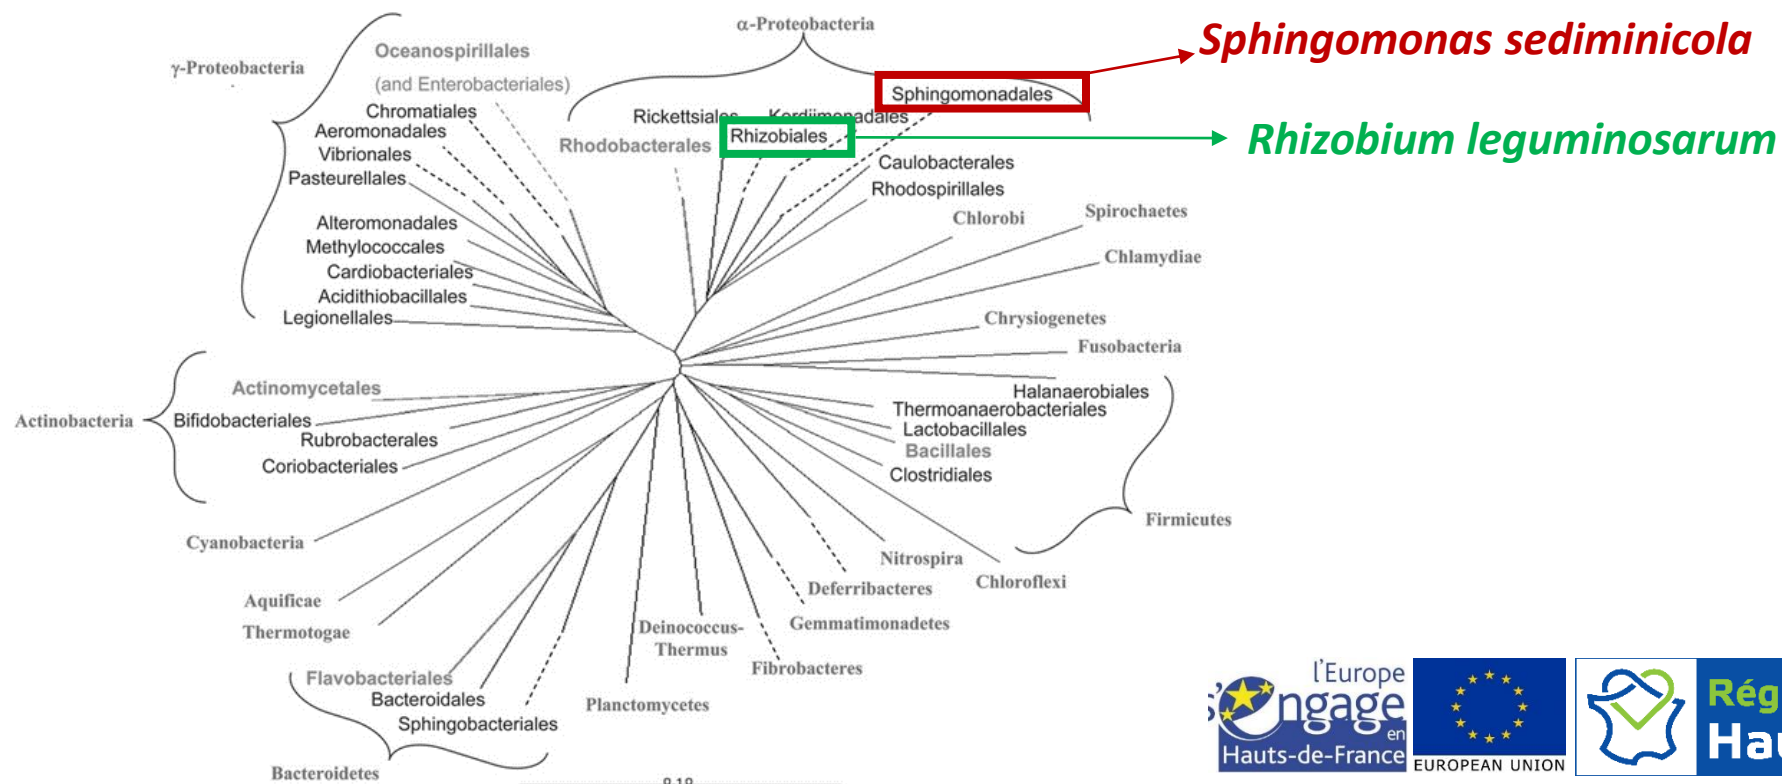 α-Proteobacteria
Sphingomonas sediminicola
Oceanospirillales
γ-Proteobacteria
(and Enterobacteriales)
Sphingomonadales
Chromatiales
Rickettsiales
Kordiimonadales
Aeromonadales
Rhizobiales
Rhizobium leguminosarum
Rhodobacterales
Vibrionales
Caulobacterales
Pasteurellales
Rhodospirillales
Chlorobi
Spirochaetes
Alteromonadales
Methylococcales
Chlamydiae
Cardiobacteriales
Acidithiobacillales
Legionellales
Chrysiogenetes
Fusobacteria
Actinomycetales
Halanaerobiales
Actinobacteria
Bifidobacteriales
Thermoanaerobacteriales
Rubrobacterales
Lactobacillales
Bacillales
Coriobacteriales
Clostridiales
Firmicutes
Cyanobacteria
Nitrospira
Chloroflexi
Deferribacteres
Aquificae
Gemmatimonadetes
Thermotogae
Deinococcus-
Thermus
Fibrobacteres
Flavobacteriales
Bacteroidales
Planctomycetes
Sphingobacteriales
Bacteroidetes
l'Europe
s'engage
en
Hauts-de-France
EUROPEAN UNION
Rég
Hau